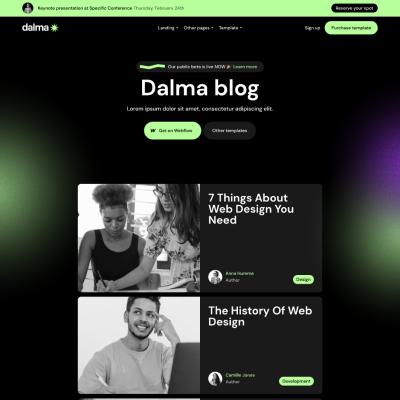 Keynote presentation at Specific Conference Thursday February 24th
Reserve your spot
dalma
Landing
Other pages
Template
Sign up
Purchase template
Our public beta is live NOW 🎉 Learn more
Dalma blog
Lorem ipsum dolor sit amet, consectetur adipiscing elit.
Get on Webflow
Other templates
7 Things About
Web Design You
Need
Anna Humme
Author
Design
The History Of Web
Design
Camille Jones
Author
Development